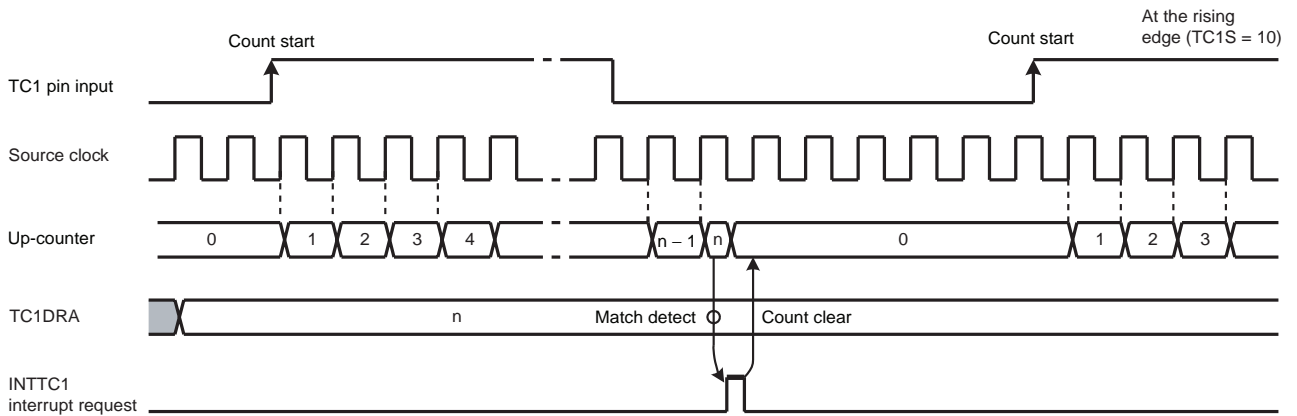 At the rising
edge (TC1S = 10)
Count start
Count start
TC1 pin input
Source clock
Up-counter
0
1
2
3
4
n – 1
n
0
1
2
3
TC1DRA
n
Match detect
Count clear
INTTC1
interrupt request